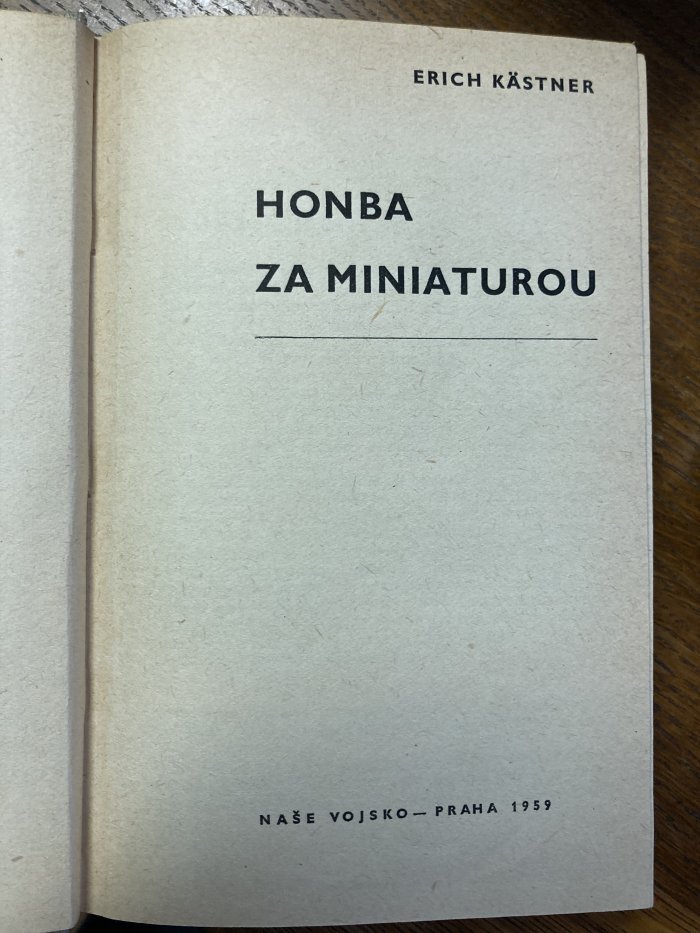 ERICH KÄSTNER
HONBA
ZA MINIATUROU
NAŠE VOJSKO — PRAHA 1959